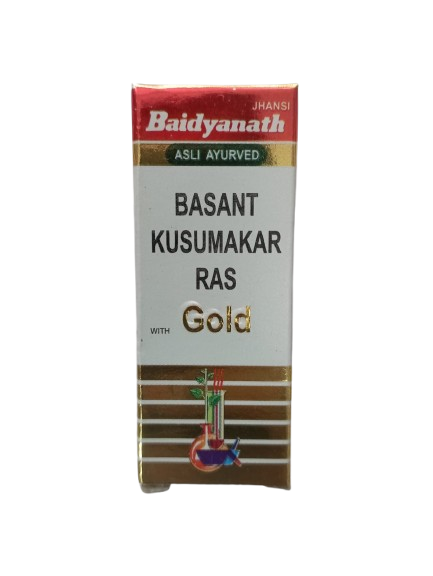 JHANSI
Baidyanath
ASLI AYURVED
BASANT
KUSUMAKAR
RAS
WITH Gold